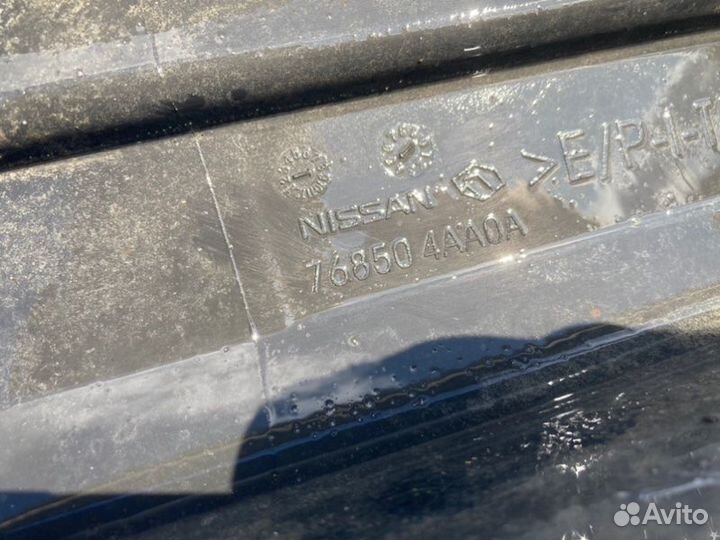 NISSAN >E/P-I-T
76850 4AA0A
Avito